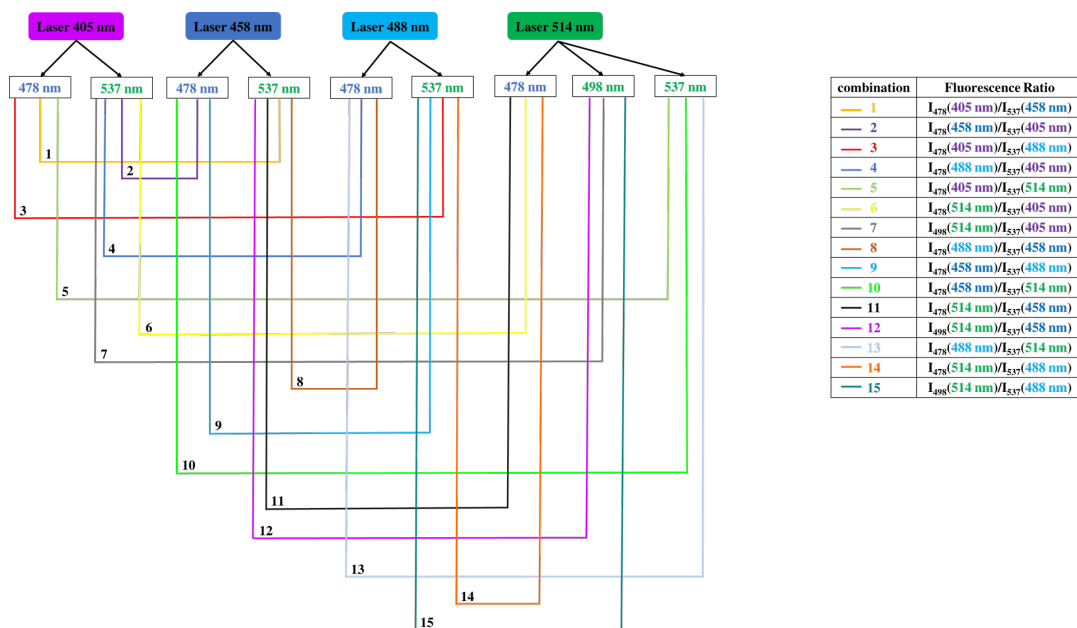 Laser 405 nm Laser 458 nm Laser 488 nm Laser 514 nm
478 nm 537 nm 478 nm 537 nm 478 nm 537 nm 478 nm 498 nm 537 nm
1
2
3
4
5
6
7
8
9
10
11
12
13
14
15
combination Fluorescence Ratio
1 I478(405 nm)/I537(458 nm)
2 I478(458 nm)/I537(405 nm)
3 I478(405 nm)/I537(488 nm)
4 I478(488 nm)/I537(405 nm)
5 I478(405 nm)/I537(514 nm)
6 I478(514 nm)/I537(405 nm)
7 I498(514 nm)/I537(405 nm)
8 I478(488 nm)/I537(458 nm)
9 I478(458 nm)/I537(488 nm)
10 I478(458 nm)/I537(514 nm)
11 I478(514 nm)/I537(458 nm)
12 I498(514 nm)/I537(458 nm)
13 I478(488 nm)/I537(514 nm)
14 I478(514 nm)/I537(488 nm)
15 I498(514 nm)/I537(488 nm)